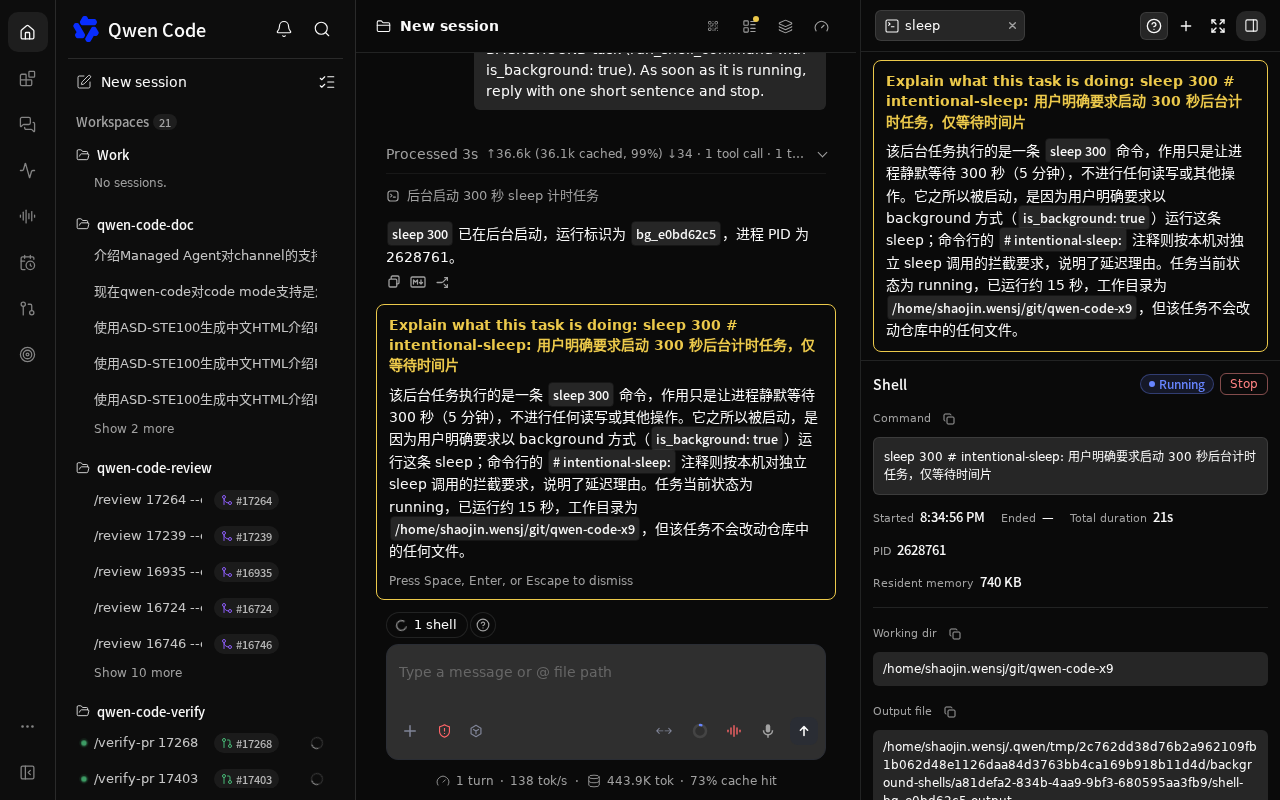 Qwen Code
New session
Workspaces 21
Work
No sessions.
qwen-code-doc
介绍Managed Agent对channel的支持
现在qwen-code对code mode支持是
使用ASD-STE100生成中文HTML介绍
使用ASD-STE100生成中文HTML介绍
使用ASD-STE100生成中文HTML介绍
Show 2 more
qwen-code-review
/review 17264 -- #17264
/review 17239 -- #17239
/review 16935 -- #16935
/review 16724 -- #16724
/review 16746 -- #16746
Show 10 more
qwen-code-verify
/verify-pr 17268 #17268
/verify-pr 17403 #17403
New session
is_background: true). As soon as it is running,
reply with one short sentence and stop.
Processed 3s ↑36.6k (36.1k cached, 99%) ↓34 · 1 tool call · 1 t...
后台启动 300 秒 sleep 计时任务
sleep 300 已在后台启动，运行标识为 bg_e0bd62c5，进程 PID 为
2628761。
Explain what this task is doing: sleep 300 #
intentional-sleep: 用户明确要求启动 300 秒后台计时任务，仅
等待时间片
该后台任务执行的是一条 sleep 300 命令，作用只是让进程静默等待
300 秒（5 分钟），不进行任何读写或其他操作。它之所以被启动，是
因为用户明确要求以 background 方式（is_background: true）运
行这条 sleep；命令行的 # intentional-sleep: 注释则按本机对独立
sleep 调用的拦截要求，说明了延迟理由。任务当前状态为
running，已运行约 15 秒，工作目录为
/home/shaojin.wensj/git/qwen-code-x9，但该任务不会改动仓库中
的任何文件。
Press Space, Enter, or Escape to dismiss
1 shell
Type a message or @ file path
1 turn · 138 tok/s · 443.9K tok · 73% cache hit
sleep
Explain what this task is doing: sleep 300 #
intentional-sleep: 用户明确要求启动 300 秒后台计
时任务，仅等待时间片
该后台任务执行的是一条 sleep 300 命令，作用只是让进
程静默等待 300 秒（5 分钟），不进行任何读写或其他操
作。它之所以被启动，是因为用户明确要求以
background 方式（is_background: true）运行这条
sleep；命令行的 # intentional-sleep: 注释则按本机对独
立 sleep 调用的拦截要求，说明了延迟理由。任务当前状
态为 running，已运行约 15 秒，工作目录为
/home/shaojin.wensj/git/qwen-code-x9，但该任务不会改
动仓库中的任何文件。
Shell Running Stop
Command
sleep 300 # intentional-sleep: 用户明确要求启动 300 秒后台计时
任务，仅等待时间片
Started 8:34:56 PM Ended — Total duration 21s
PID 2628761
Resident memory 740 KB
Working dir
/home/shaojin.wensj/git/qwen-code-x9
Output file
/home/shaojin.wensj/.qwen/tmp/2c762dd38d76b2a962109fb
1b062d48e1126daa84d3763bb4ca169b918b11d4d/backgr
ound-shells/a81defa2-834b-4aa9-9bf3-680595aa3fb9/shell-